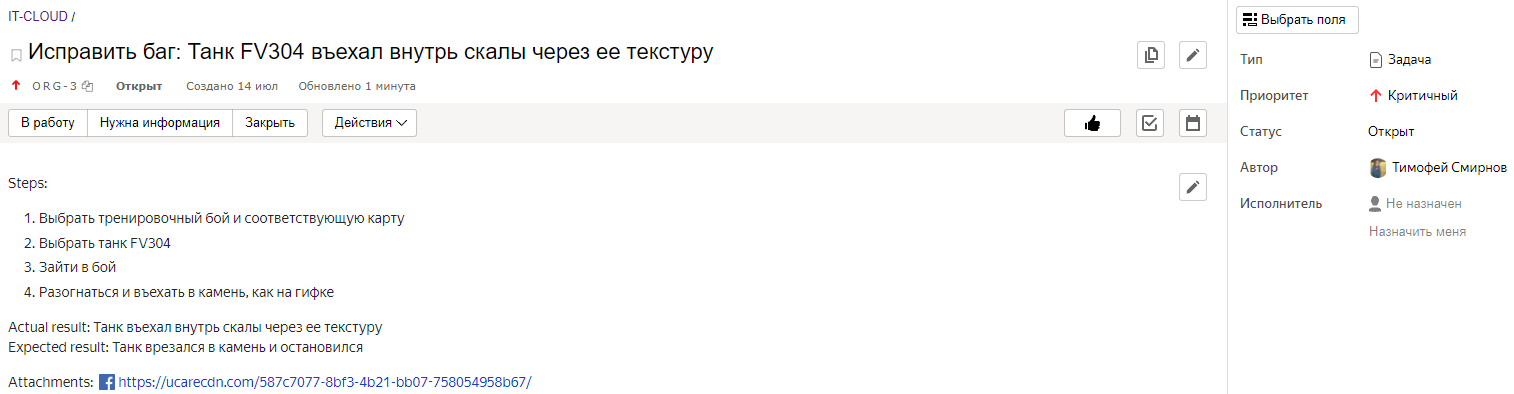 IT-CLOUD /
Исправить баг: Танк FV304 въехал внутрь скалы через ее текстуру
ORG-3 Открыт Создано 14 июл Обновлено 1 минута
В работу Нужна информация Закрыть Действия
Steps:
1. Выбрать тренировочный бой и соответствующую карту
2. Выбрать танк FV304
3. Зайти в бой
4. Разогнаться и въехать в камень, как на гифке
Actual result: Танк въехал внутрь скалы через ее текстуру
Expected result: Танк врезался в камень и остановился
Attachments: https://ucarecdn.com/587c7077-8bf3-4b21-bb07-758054958b67/
Выбрать поля
Тип Задача
Приоритет Критичный
Статус Открыт
Автор Тимофей Смирнов
Исполнитель Не назначен
Назначить меня